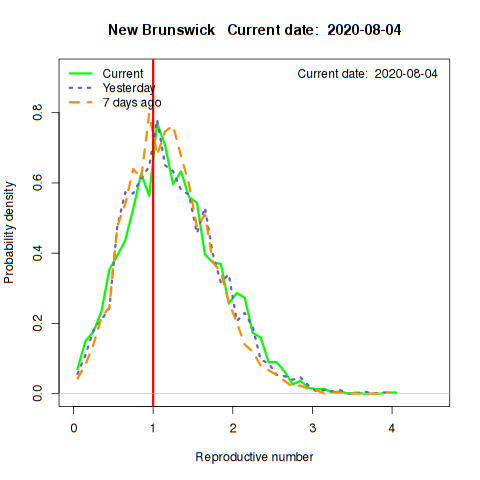 New Brunswick Current date: 2020-08-04
Current
Yesterday
7 days ago
Current date: 2020-08-04
Probability density
0.0
0.2
0.4
0.6
0.8
0 1 2 3 4
Reproductive number